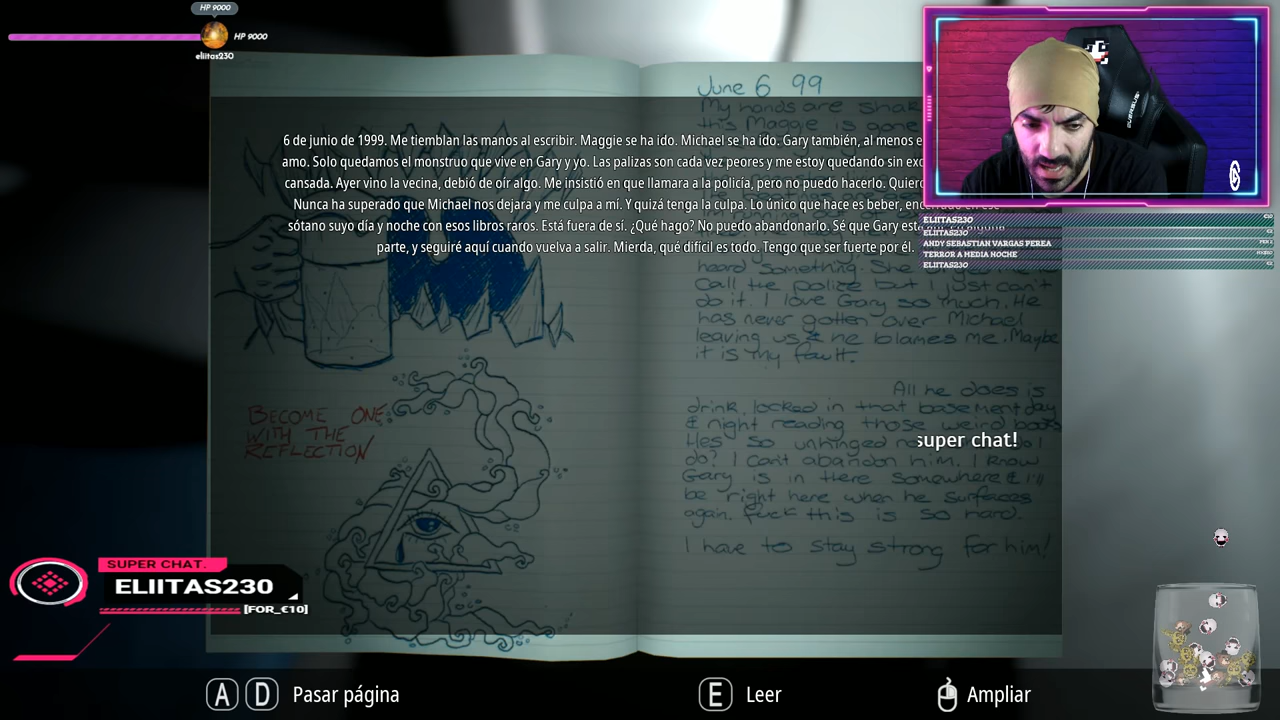 HP 9000
HP 9000
eliitas230
June 6 99
My hands are
this Maggie is gone
6 de junio de 1999. Me tiemblan las manos al escribir. Maggie se ha ido. Michael se ha ido. Gary también, al menos e
amo. Solo quedamos el monstruo que vive en Gary y yo. Las palizas son cada vez peores y me estoy quedando sin
cansada. Ayer vino la vecina, debió de oír algo. Me insistió en que llamara a la policía, pero no puedo hacerlo.
Nunca ha superado que Michael nos dejara y me culpa a mí. Y quizá tenga la culpa. Lo único que hace es beber,
sótano suyo día y noche con esos libros raros. Está fuera de sí. ¿Qué hago? No puedo abandonarlo. Sé que Gary
parte, y seguiré aquí cuando vuelva a salir. Mierda, qué difícil es todo. Tengo que ser fuerte por él.
ELIITAS230
ELIITAS230
ANDY SEBASTIAN VARGAS PEREA
TERROR A MEDIA NOCHE
ELIITAS230
heard something. She
call the police but I just can't
do it. I love Gary so much. He
has never gotten over Michael
leaving us & he blames me. Maybe
it is my fault.
All he does is
drink, locked in that basement day
& night reading those weird books
Hes so unhinged do I
do? I cant abandon him. I know
Gary is in there somewhere & I'll
be right here when he surfaces
again. Fuck this is so hard.
I have to stay strong for him!
BECOME ONE
WITH THE
REFLECTION
super chat!
SUPER CHAT.
ELIITAS230
[FOR_€10]
A D Pasar página
E Leer
Ampliar